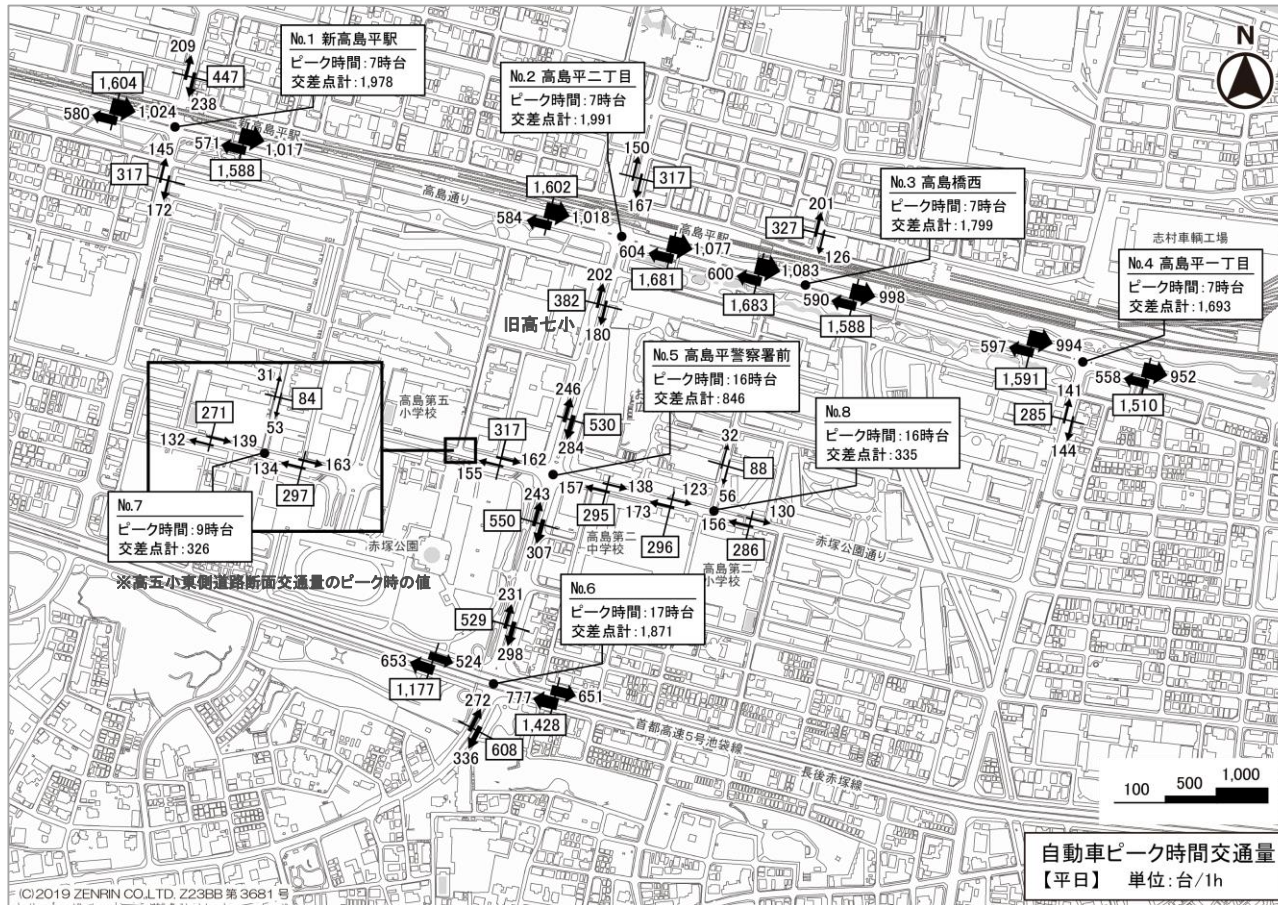 No.1 新高島平駅
ピーク時間:7時台
交差点計:1,978
No.2 高島平二丁目
ピーク時間:7時台
交差点計:1,991
No.3 高島橋西
ピーク時間:7時台
交差点計:1,799
No.4 高島平一丁目
ピーク時間:7時台
交差点計:1,693
No.5 高島平警察署前
ピーク時間:16時台
交差点計:846
No.8
ピーク時間:16時台
交差点計:335
No.7
ピーク時間:9時台
交差点計:326
※高五小東側道路断面交通量のピーク時の値
No.6
ピーク時間:17時台
交差点計:1,871
N
209
447
238
1,604
580
1,024
新高島平駅
571
1,017
1,588
145
317
172
高島通り
1,602
584
1,018
150
317
167
高島平駅
604
1,077
1,681
201
327
126
600
1,083
1,683
590
998
1,588
志村車輌工場
597
994
1,591
558
952
1,510
141
285
144
202
382
180
旧高七小
246
530
284
31
84
53
271
132
139
134
163
297
高島第五
小学校
317
155
162
157
138
295
高島第二
中学校
173
123
296
32
88
56
156
130
286
高島第二
小学校
赤塚公園通り
赤塚公園
243
550
307
231
529
298
653
524
1,177
777
651
1,428
272
608
336
首都高速5号池袋線
長後赤塚線
100 500 1,000
自動車ピーク時間交通量
【平日】 単位:台/1h
(C)2019 ZENRIN CO.,LTD. Z23BB 第3681号